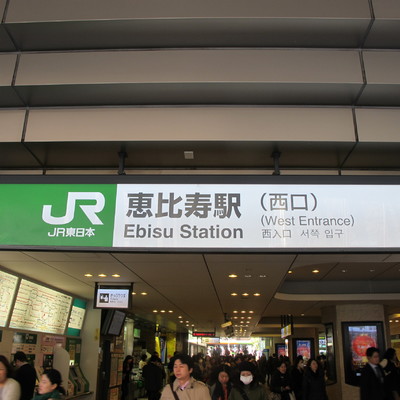 JR
JR東日本
恵比寿駅 (西口)
Ebisu Station (West Entrance)
西入口 서쪽 입구